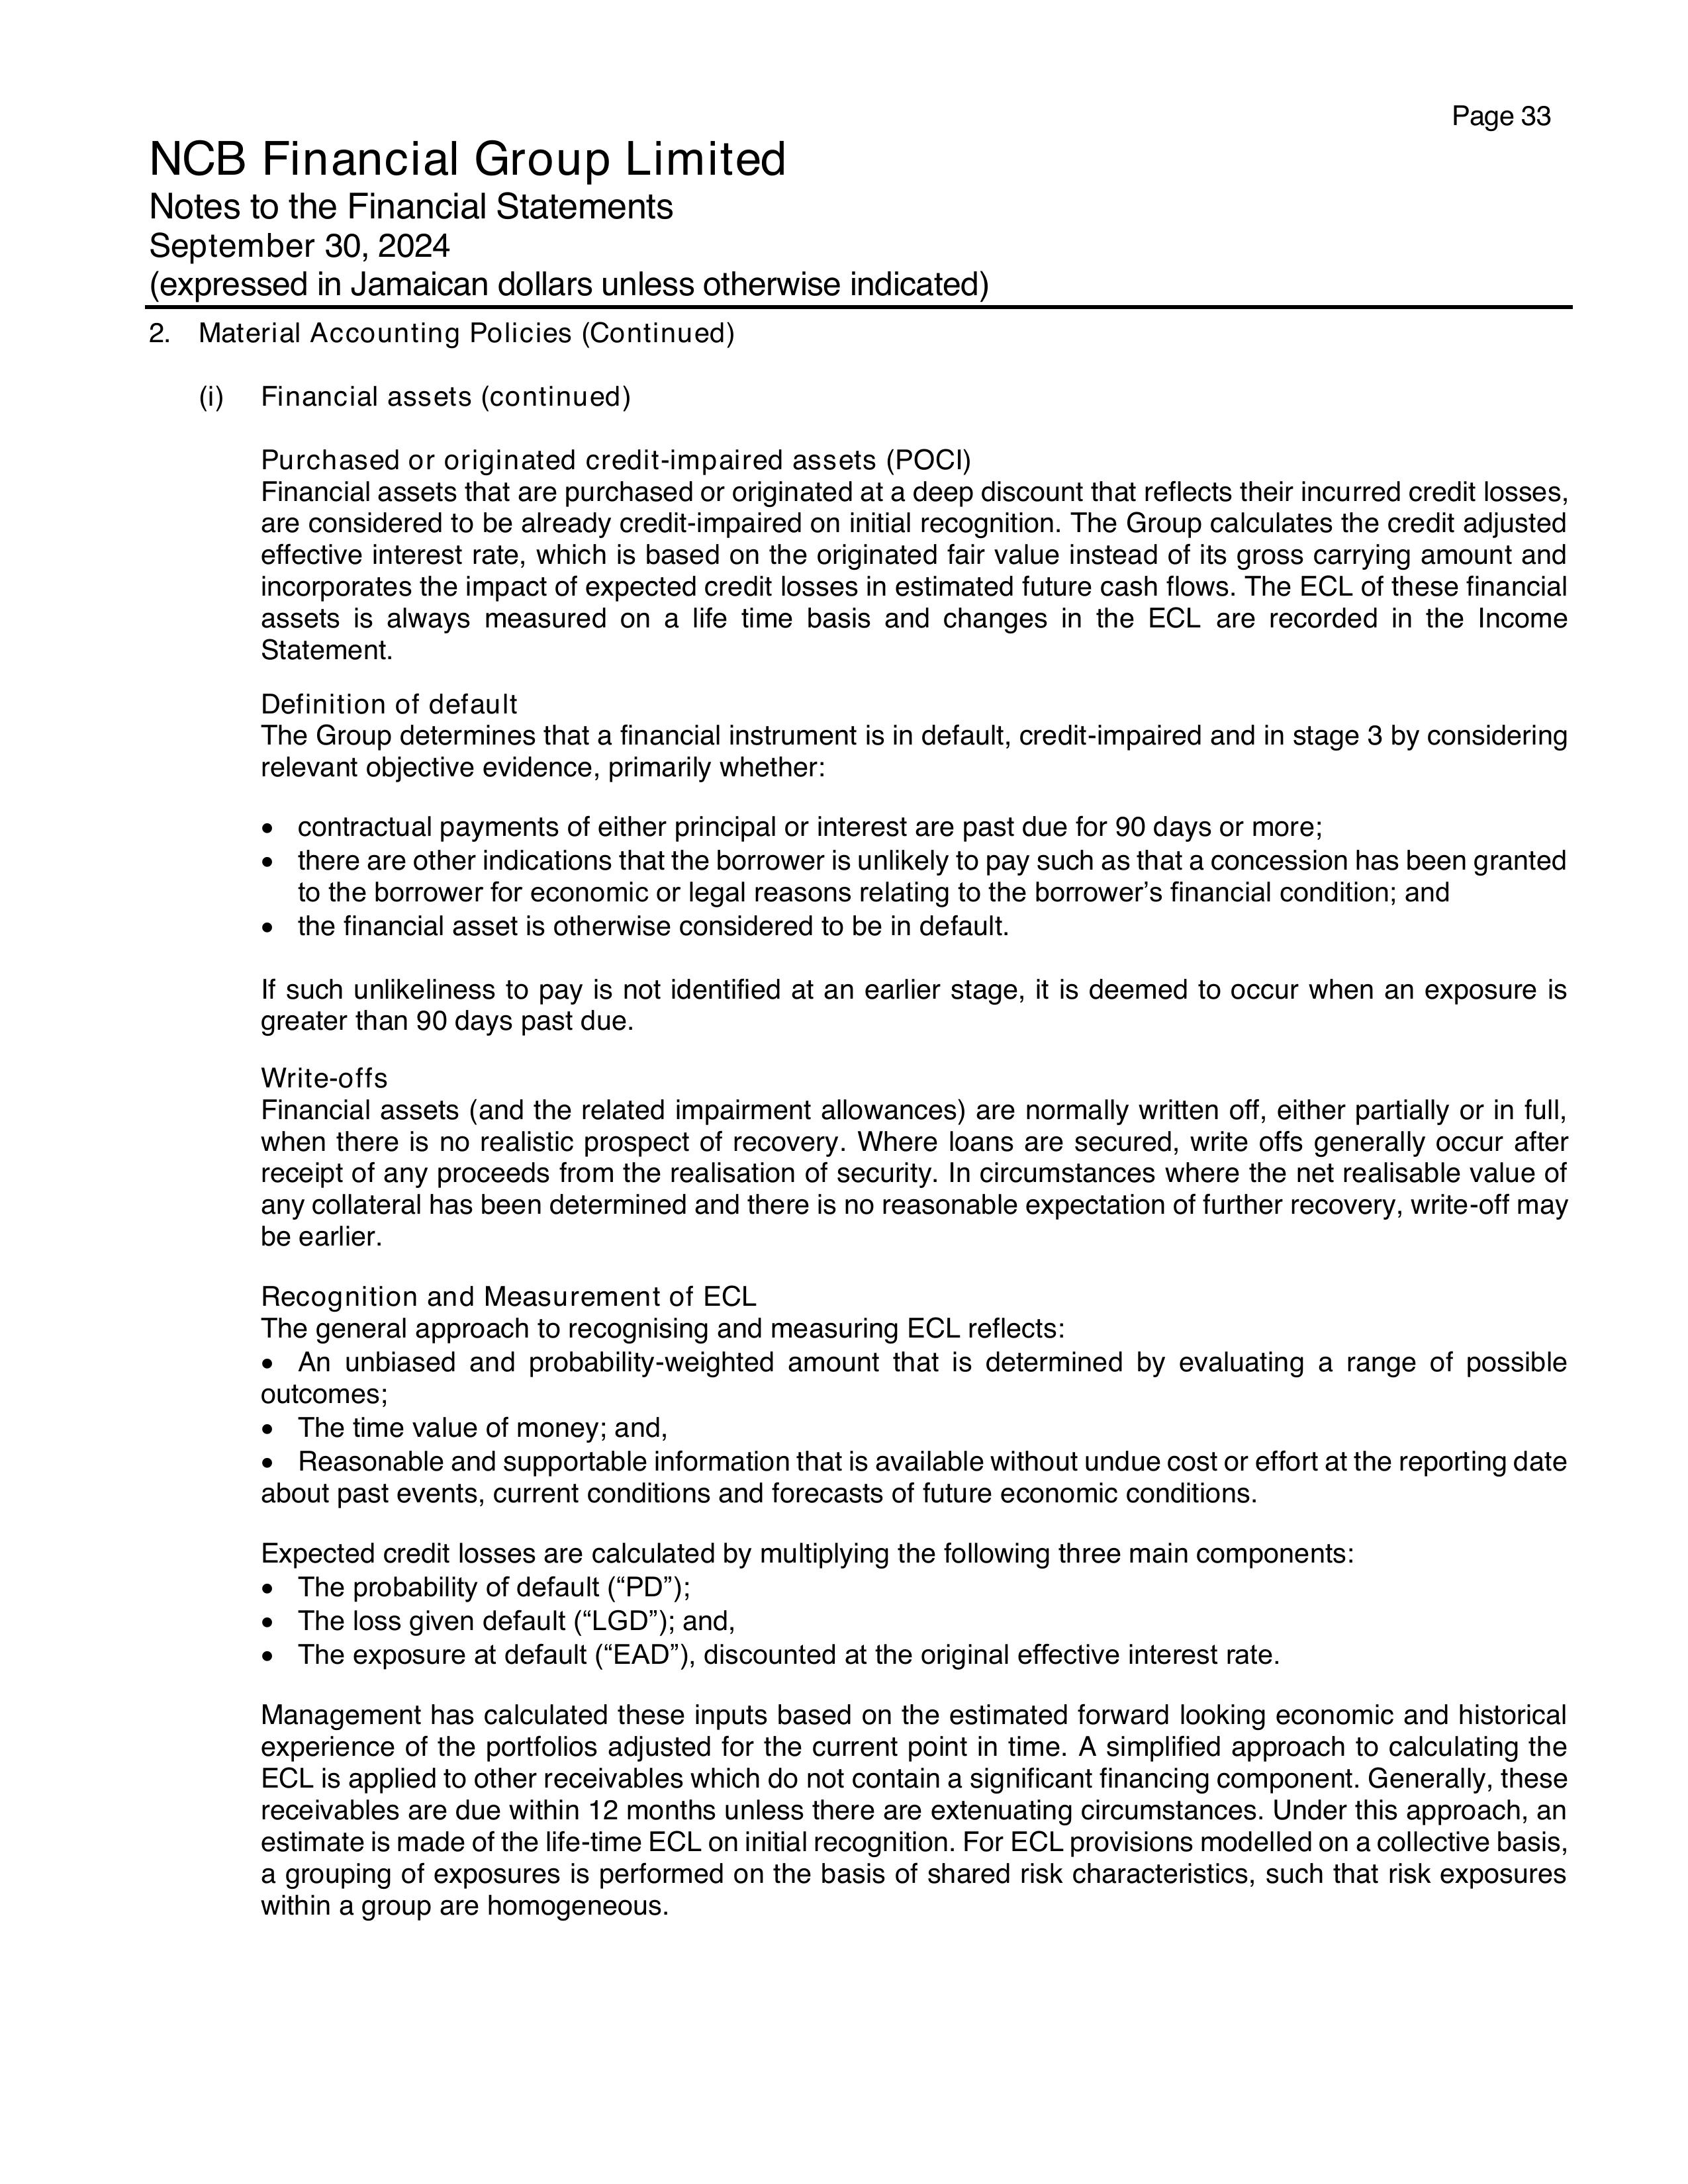 Page 33
NCB Financial Group Limited
Notes to the Financial Statements
September 30, 2024
(expressed in Jamaican dollars unless otherwise indicated)
2. Material Accounting Policies (Continued)
(i) Financial assets (continued)
Purchased or originated credit-impaired assets (POCI)
Financial assets that are purchased or originated at a deep discount that reflects their incurred credit losses,
are considered to be already credit-impaired on initial recognition. The Group calculates the credit adjusted
effective interest rate, which is based on the originated fair value instead of its gross carrying amount and
incorporates the impact of expected credit losses in estimated future cash flows. The ECL of these financial
assets is always measured on a life time basis and changes in the ECL are recorded in the Income
Statement.
Definition of default
The Group determines that a financial instrument is in default, credit-impaired and in stage 3 by considering
relevant objective evidence, primarily whether:
• contractual payments of either principal or interest are past due for 90 days or more;
• there are other indications that the borrower is unlikely to pay such as that a concession has been granted
to the borrower for economic or legal reasons relating to the borrower’s financial condition; and
• the financial asset is otherwise considered to be in default.
If such unlikeliness to pay is not identified at an earlier stage, it is deemed to occur when an exposure is
greater than 90 days past due.
Write-offs
Financial assets (and the related impairment allowances) are normally written off, either partially or in full,
when there is no realistic prospect of recovery. Where loans are secured, write offs generally occur after
receipt of any proceeds from the realisation of security. In circumstances where the net realisable value of
any collateral has been determined and there is no reasonable expectation of further recovery, write-off may
be earlier.
Recognition and Measurement of ECL
The general approach to recognising and measuring ECL reflects:
• An unbiased and probability-weighted amount that is determined by evaluating a range of possible
outcomes;
• The time value of money; and,
• Reasonable and supportable information that is available without undue cost or effort at the reporting date
about past events, current conditions and forecasts of future economic conditions.
Expected credit losses are calculated by multiplying the following three main components:
• The probability of default (“PD”);
• The loss given default (“LGD”); and,
• The exposure at default (“EAD”), discounted at the original effective interest rate.
Management has calculated these inputs based on the estimated forward looking economic and historical
experience of the portfolios adjusted for the current point in time. A simplified approach to calculating the
ECL is applied to other receivables which do not contain a significant financing component. Generally, these
receivables are due within 12 months unless there are extenuating circumstances. Under this approach, an
estimate is made of the life-time ECL on initial recognition. For ECL provisions modelled on a collective basis,
a grouping of exposures is performed on the basis of shared risk characteristics, such that risk exposures
within a group are homogeneous.